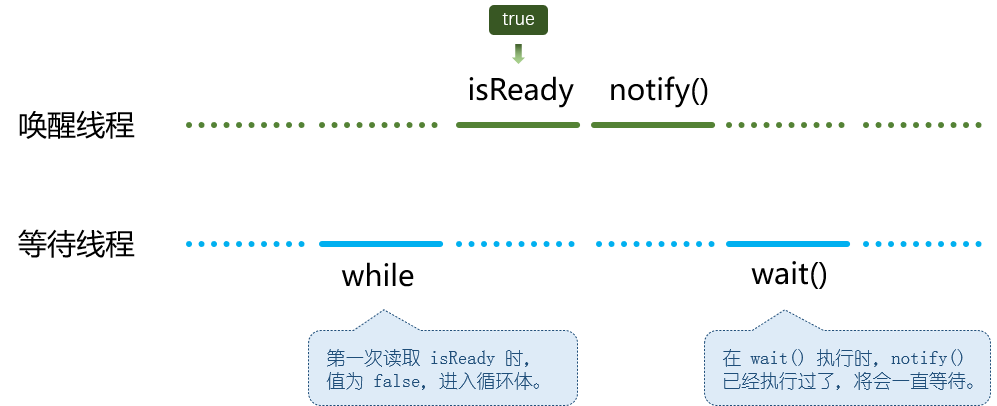 true
isReady notify()
唤醒线程
等待线程
while wait()
第一次读取 isReady 时，
值为 false，进入循环体。
在 wait() 执行时，notify()
已经执行过了，将会一直等待。